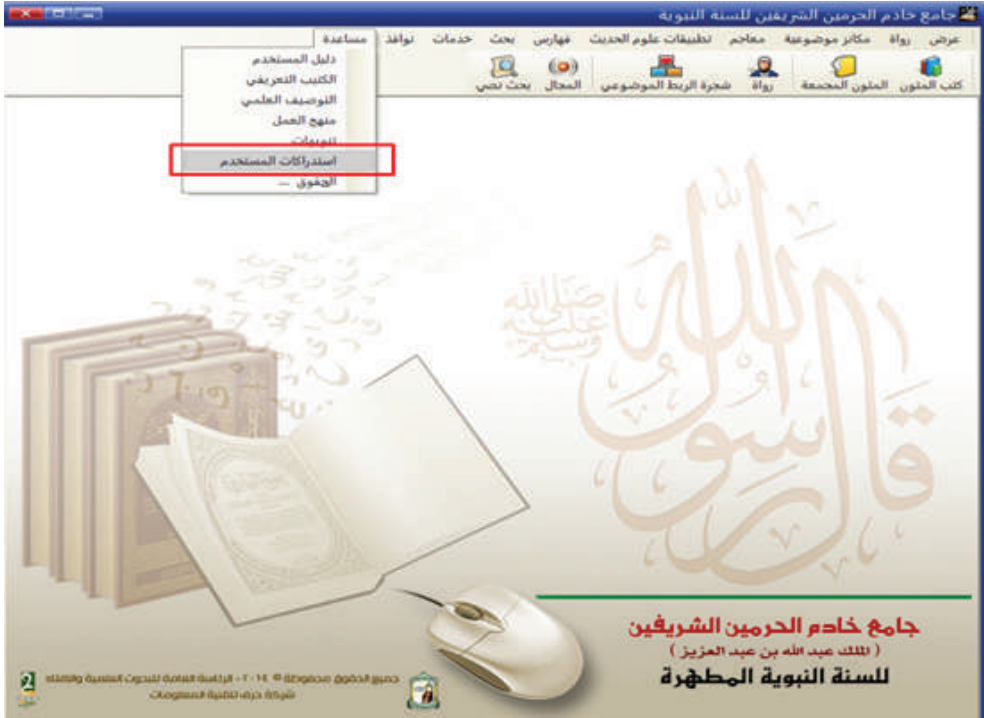 جامع خادم الحرمين الشريفين للسنة النبوية
عرض رواة مكانز موضوعية معاجم تطبيقات علوم الحديث فهارس بحث خدمات نوافذ مساعدة
كتب المتون المتون المجمعة رواة شجرة الربط الموضوعي المجال بحث نصي
دليل المستخدم
الكتيب التعريفي
التوصيف العلمي
منهج العمل
تنويهات
استدراكات المستخدم
الحقوق ...
صلى الله
عليه
وسلم
قال رسول الله
جامع خادم الحرمين الشريفين
( الملك عبد الله بن عبد العزيز )
للسنة النبوية المطهرة
جميع الحقوق محفوظة © ٢٠١٤ - الرئاسة العامة للبحوث العلمية والافتاء
شركة حرف لتقنية المعلومات